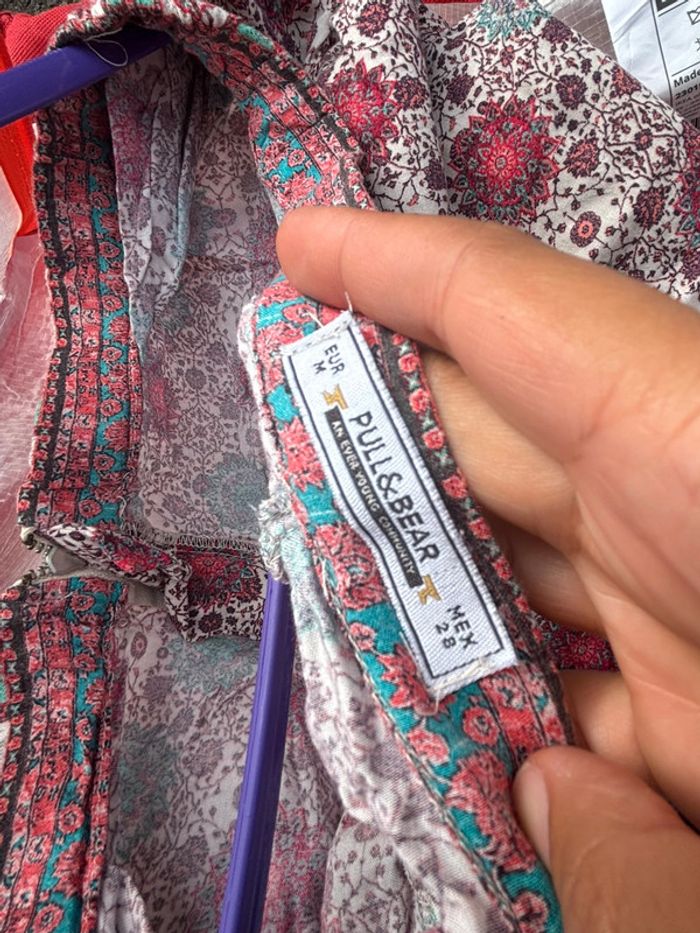 EUR
M
PULL&BEAR
AN EVER YOUNG COMMUNITY
MEX
28
Made